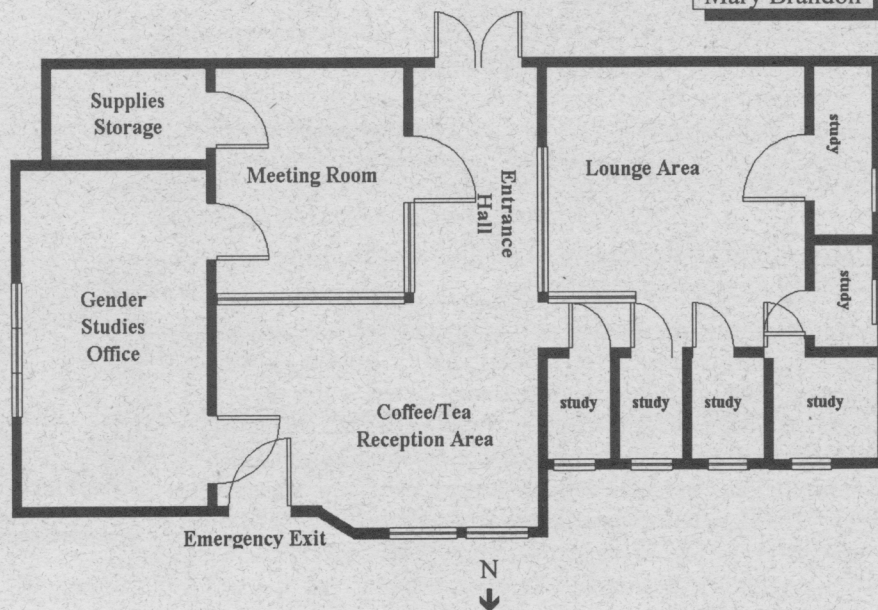 Mary Brandon
Supplies
Storage
Meeting Room
Entrance
Hall
Lounge Area
study
study
Gender
Studies
Office
Coffee/Tea
Reception Area
study
study
study
study
Emergency Exit
N